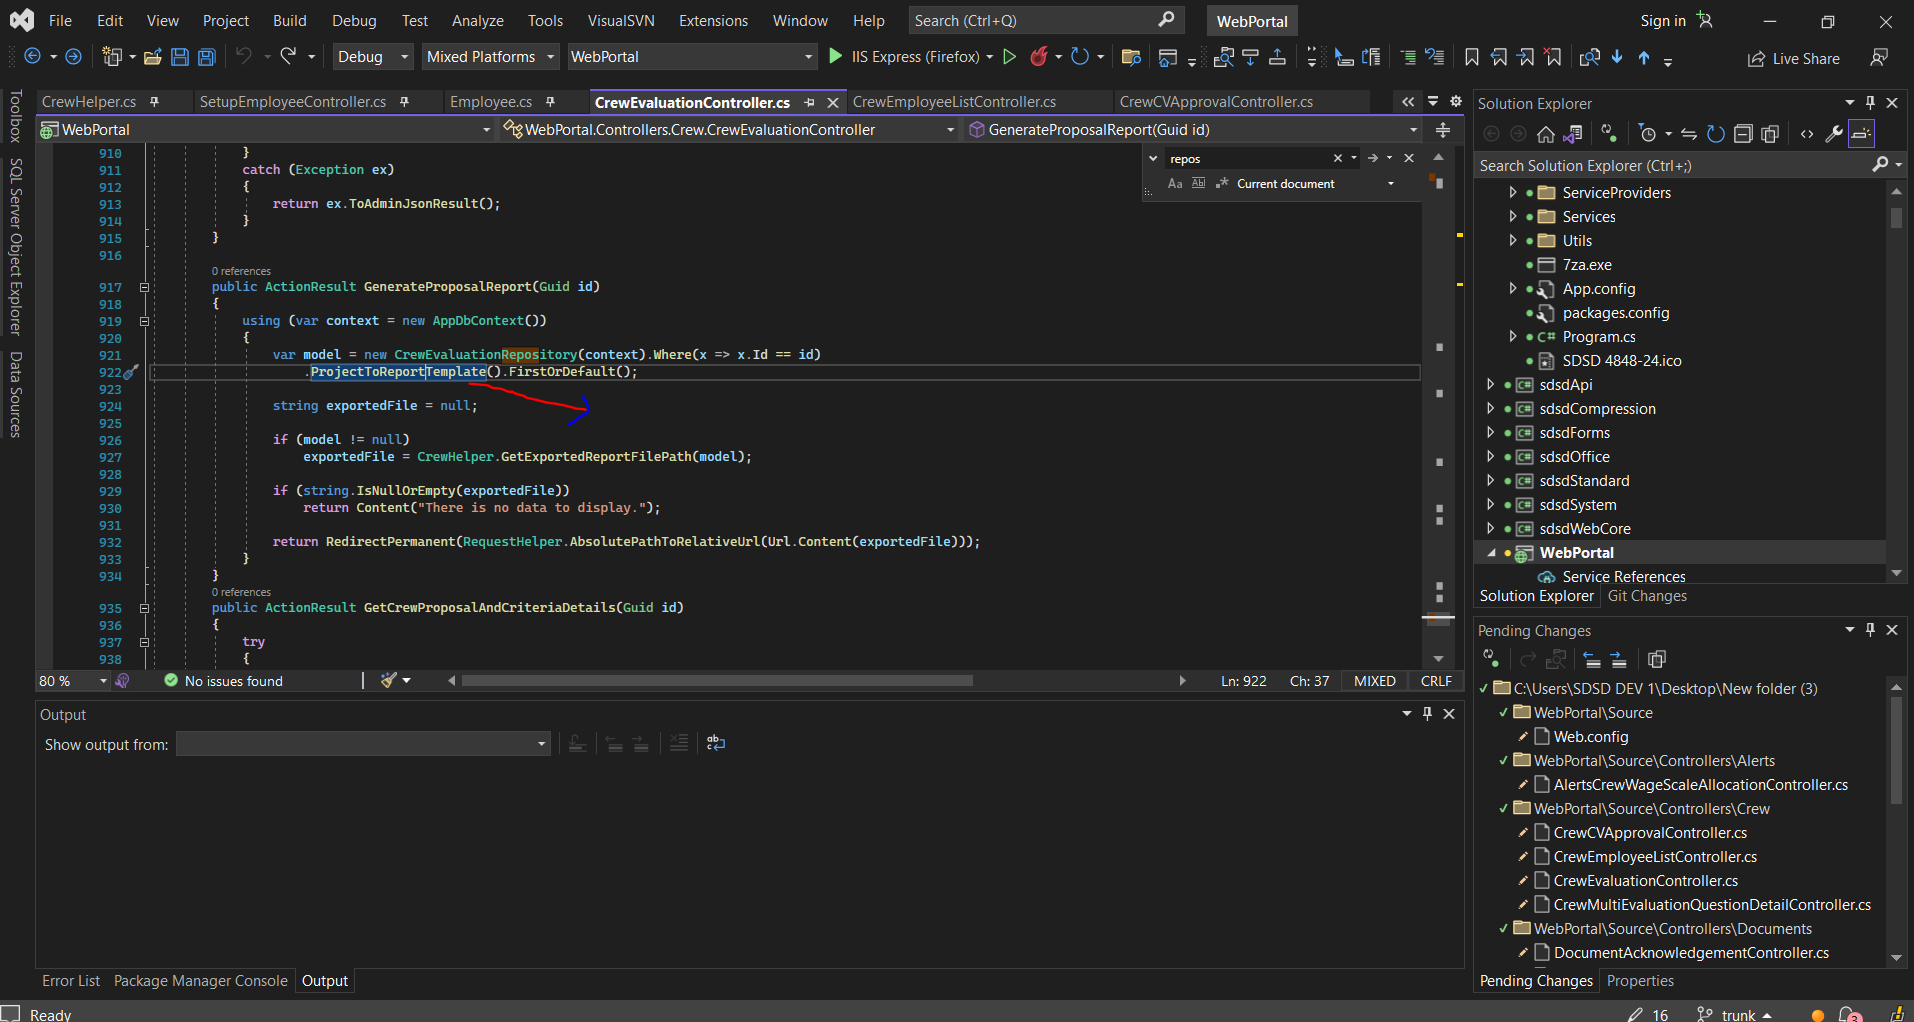 File Edit View Project Build Debug Test Analyze Tools VisualSVN Extensions Window Help Search (Ctrl+Q) WebPortal Sign in
Debug Mixed Platforms WebPortal IIS Express (Firefox) Live Share
Toolbox
SQL Server Object Explorer
Data Sources
CrewHelper.cs SetupEmployeeController.cs Employee.cs CrewEvaluationController.cs CrewEmployeeListController.cs CrewCVApprovalController.cs
WebPortal WebPortal.Controllers.Crew.CrewEvaluationController GenerateProposalReport(Guid id)
repos
Aa Ab Current document
910 }
911 catch (Exception ex)
912 {
913 return ex.ToAdminJsonResult();
914 }
915 }
916
0 references
917 public ActionResult GenerateProposalReport(Guid id)
918 {
919 using (var context = new AppDbContext())
920 {
921 var model = new CrewEvaluationRepository(context).Where(x => x.Id == id)
922 .ProjectToReportTemplate().FirstOrDefault();
923
924 string exportedFile = null;
925
926 if (model != null)
927 exportedFile = CrewHelper.GetExportedReportFilePath(model);
928
929 if (string.IsNullOrEmpty(exportedFile))
930 return Content("There is no data to display.");
931
932 return RedirectPermanent(RequestHelper.AbsolutePathToRelativeUrl(Url.Content(exportedFile)));
933 }
934 }
0 references
935 public ActionResult GetCrewProposalAndCriteriaDetails(Guid id)
936 {
937 try
938 {
80 % No issues found Ln: 922 Ch: 37 MIXED CRLF
Output
Show output from:
Error List Package Manager Console Output
Solution Explorer
Search Solution Explorer (Ctrl+;)
ServiceProviders
Services
Utils
7za.exe
App.config
packages.config
C# Program.cs
SDSD 4848-24.ico
C# sdsdApi
C# sdsdCompression
C# sdsdForms
C# sdsdOffice
C# sdsdStandard
C# sdsdSystem
C# sdsdWebCore
WebPortal
Service References
Solution Explorer Git Changes
Pending Changes
C:\Users\SDSD DEV 1\Desktop\New folder (3)
WebPortal\Source
Web.config
WebPortal\Source\Controllers\Alerts
AlertsCrewWageScaleAllocationController.cs
WebPortal\Source\Controllers\Crew
CrewCVApprovalController.cs
CrewEmployeeListController.cs
CrewEvaluationController.cs
CrewMultiEvaluationQuestionDetailController.cs
WebPortal\Source\Controllers\Documents
DocumentAcknowledgementController.cs
Pending Changes Properties
Ready 16 trunk 3